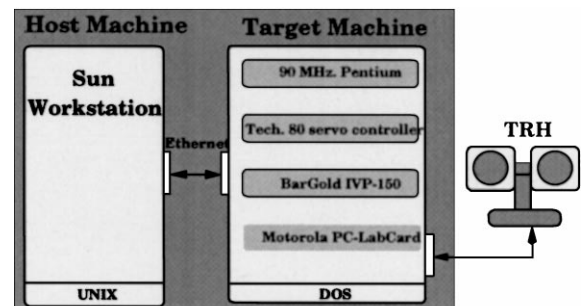 Host Machine
Target Machine
Sun
Workstation
Ethernet
90 MHz. Pentium
Tech. 80 servo controller
BarGold IVP-150
Motorola PC-LabCard
TRH
UNIX
DOS